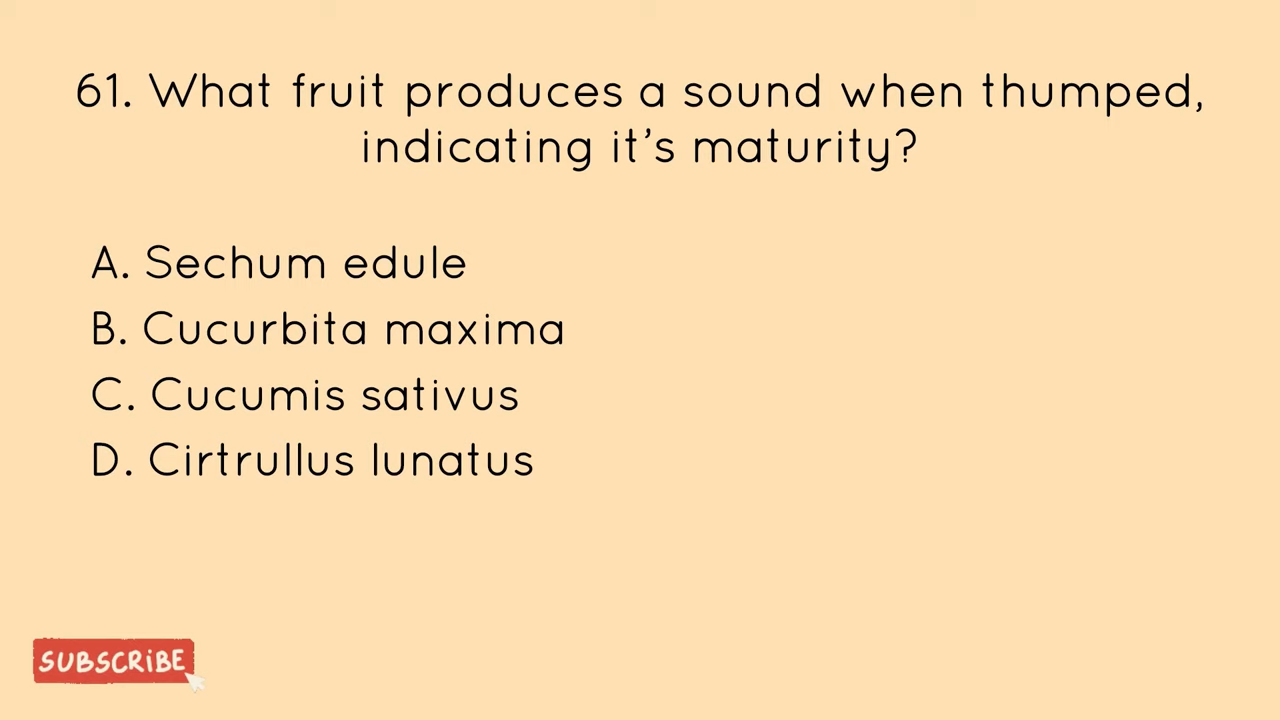 61. What fruit produces a sound when thumped,
indicating it’s maturity?
A. Sechum edule
B. Cucurbita maxima
C. Cucumis sativus
D. Cirtrullus lunatus
SUBSCRiBE